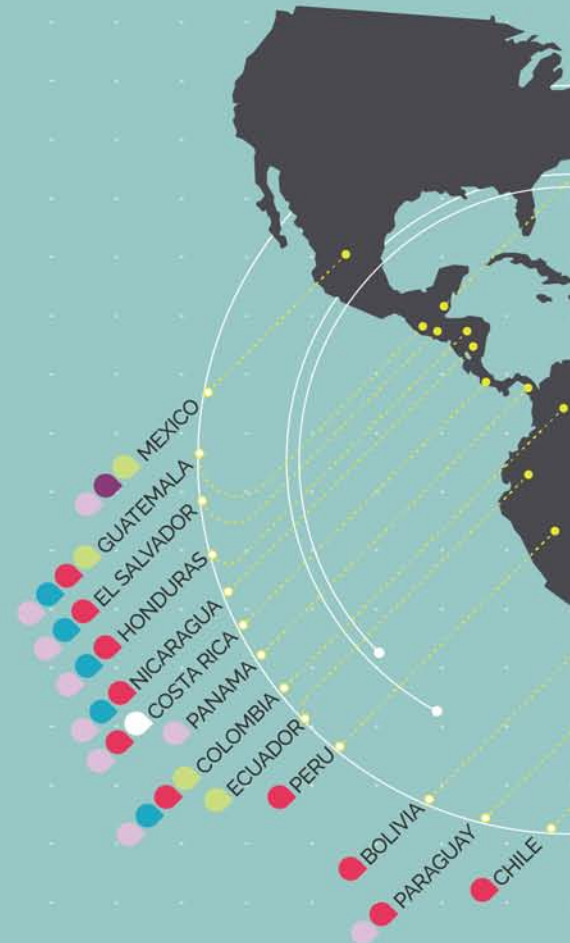 MEXICO
GUATEMALA
EL SALVADOR
HONDURAS
NICARAGUA
COSTA RICA
PANAMA
COLOMBIA
ECUADOR
PERU
BOLIVIA
PARAGUAY
CHILE